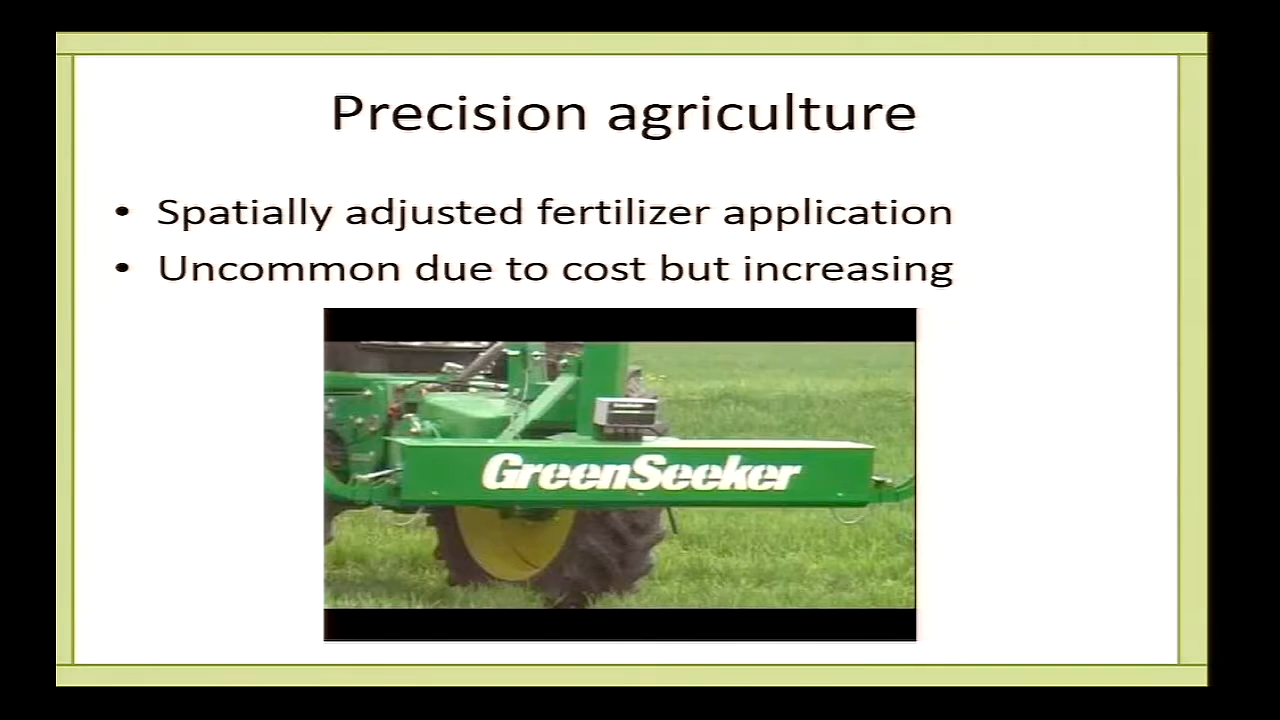 Precision agriculture
• Spatially adjusted fertilizer application
• Uncommon due to cost but increasing
GreenSeeker